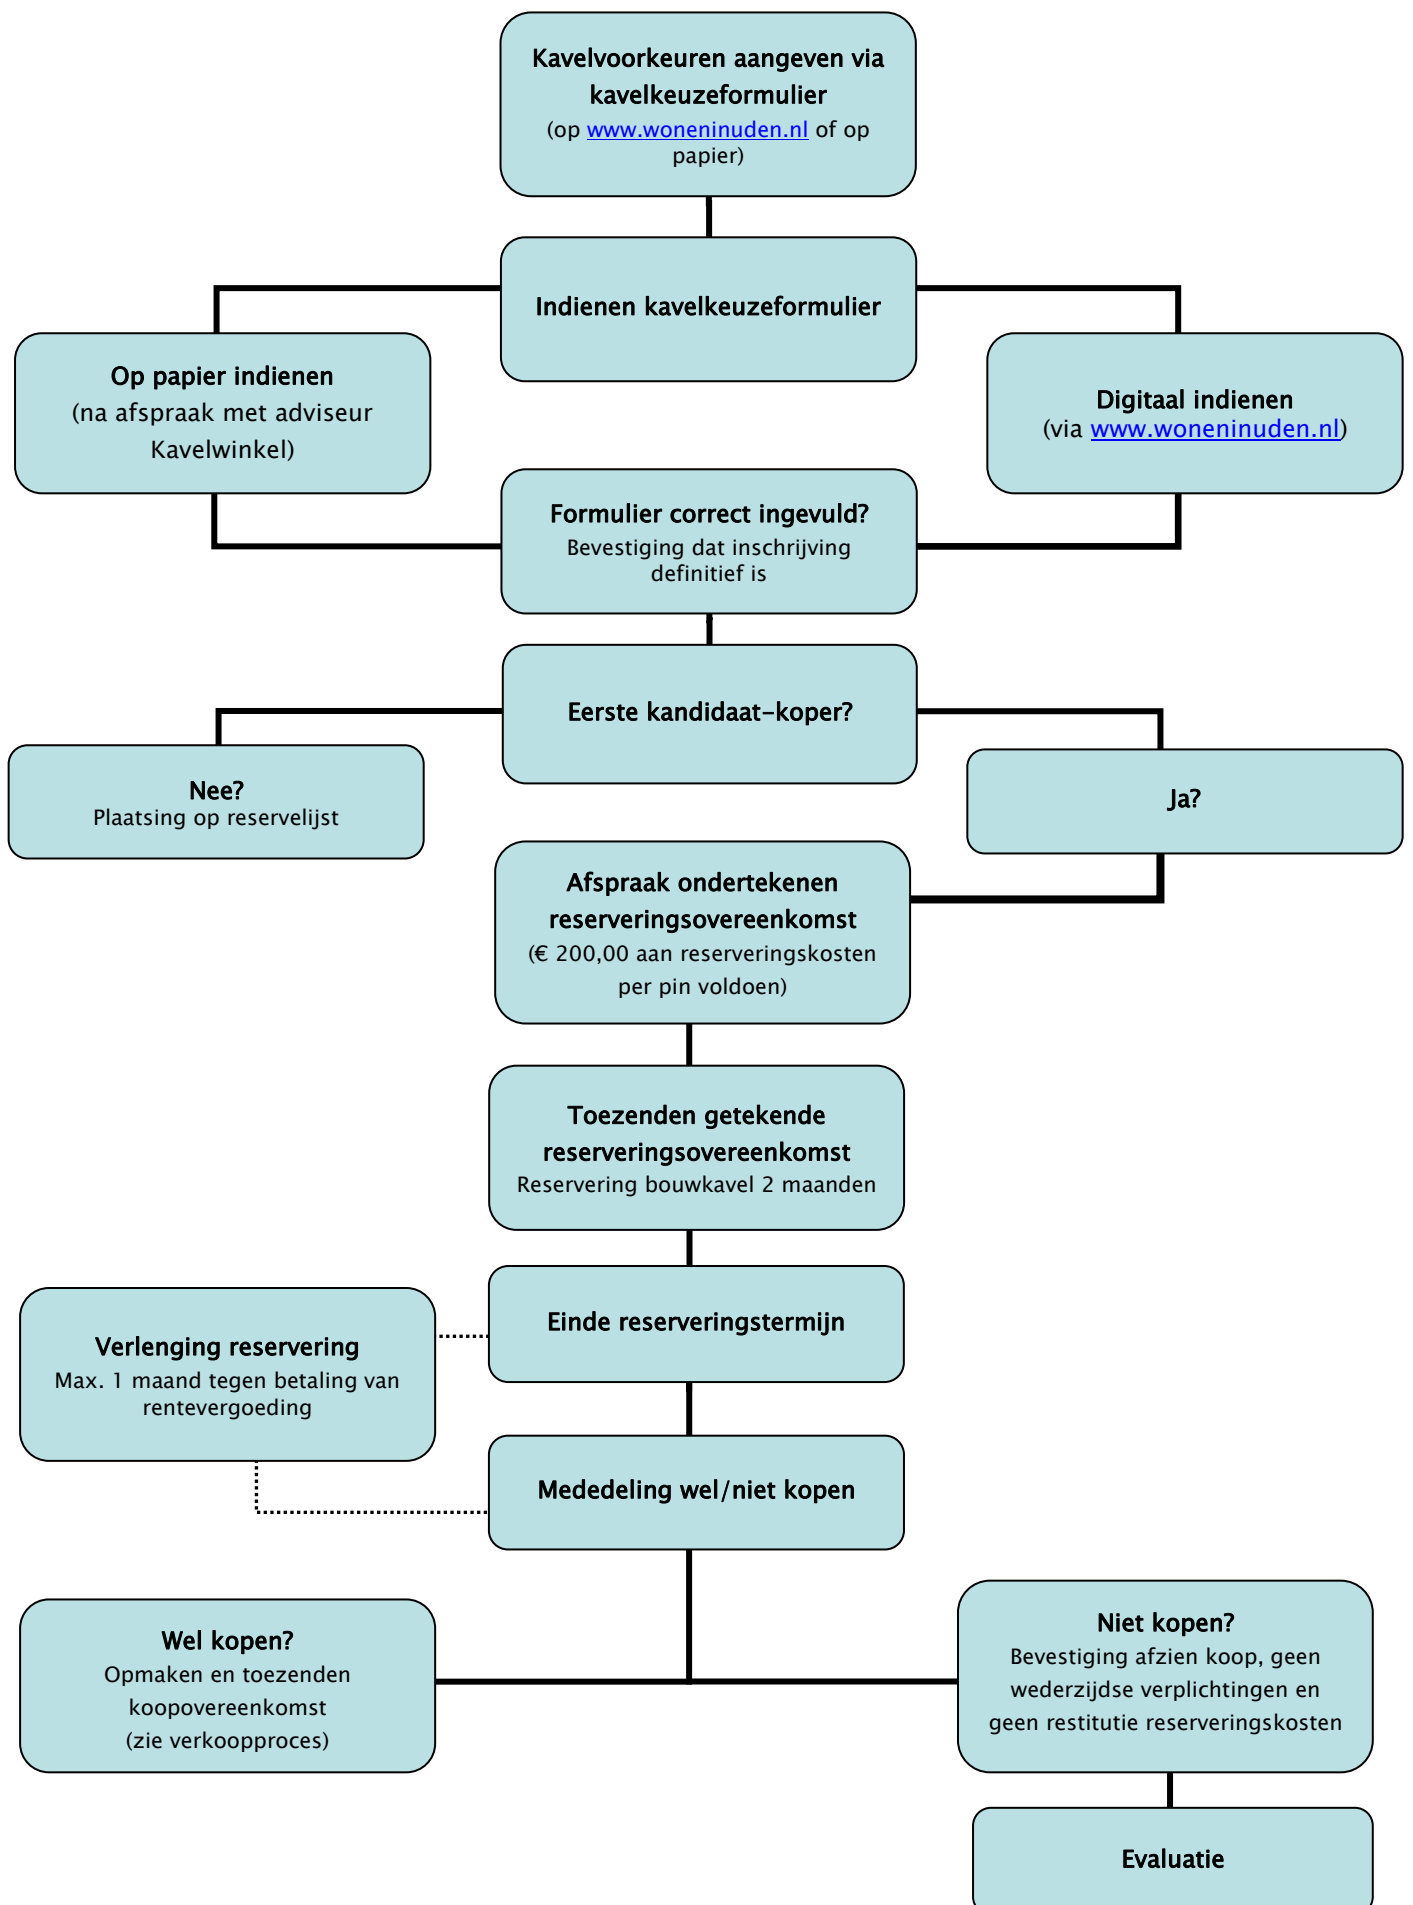 Kavelvoorkeuren aangeven via
kavelkeuzeformulier
(op www.woneninuden.nl of op
papier)
Indienen kavelkeuzeformulier
Op papier indienen
(na afspraak met adviseur
Kavelwinkel)
Digitaal indienen
(via www.woneninuden.nl)
Formulier correct ingevuld?
Bevestiging dat inschrijving
definitief is
Eerste kandidaat-koper?
Nee?
Plaatsing op reservelijst
Ja?
Afspraak ondertekenen
reserveringsovereenkomst
(€ 200,00 aan reserveringskosten
per pin voldoen)
Toezenden getekende
reserveringsovereenkomst
Reservering bouwkavel 2 maanden
Einde reserveringstermijn
Verlenging reservering
Max. 1 maand tegen betaling van
rentevergoeding
Mededeling wel/niet kopen
Wel kopen?
Opmaken en toezenden
koopovereenkomst
(zie verkoopproces)
Niet kopen?
Bevestiging afzien koop, geen
wederzijdse verplichtingen en
geen restitutie reserveringskosten
Evaluatie